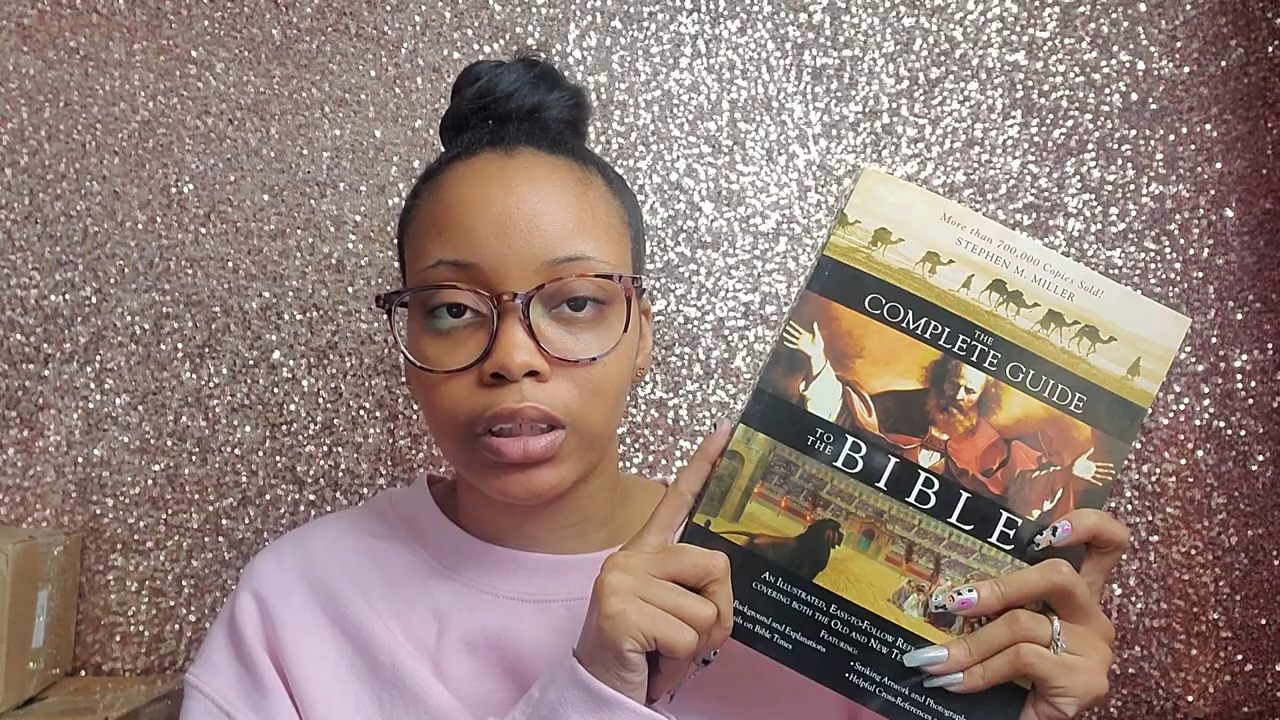 More than 700,000 Copies Sold!
STEPHEN M. MILLER
THE
COMPLETE GUIDE
TO
THE
BIBLE
AN ILLUSTRATED, EASY-TO-FOLLOW
COVERING BOTH THE OLD AND NEW
FEATURING:
Background and Explanations
on Bible Times
• Striking Artwork and
• Helpful Cross-References